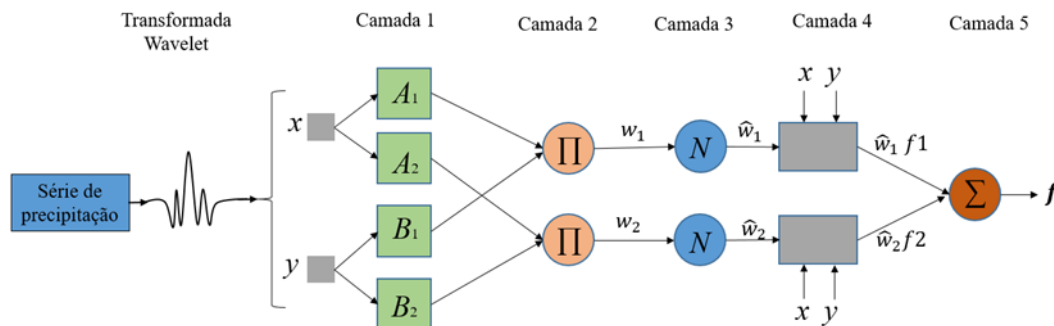 Transformada
Wavelet
Camada 1
Camada 2
Camada 3
Camada 4
Camada 5
x y
A1
x
w1
ŵ1
∏
N
ŵ1 f1
A2
Série de
precipitação
∑
f
B1
w2
ŵ2
∏
N
ŵ2 f2
y
B2
x y